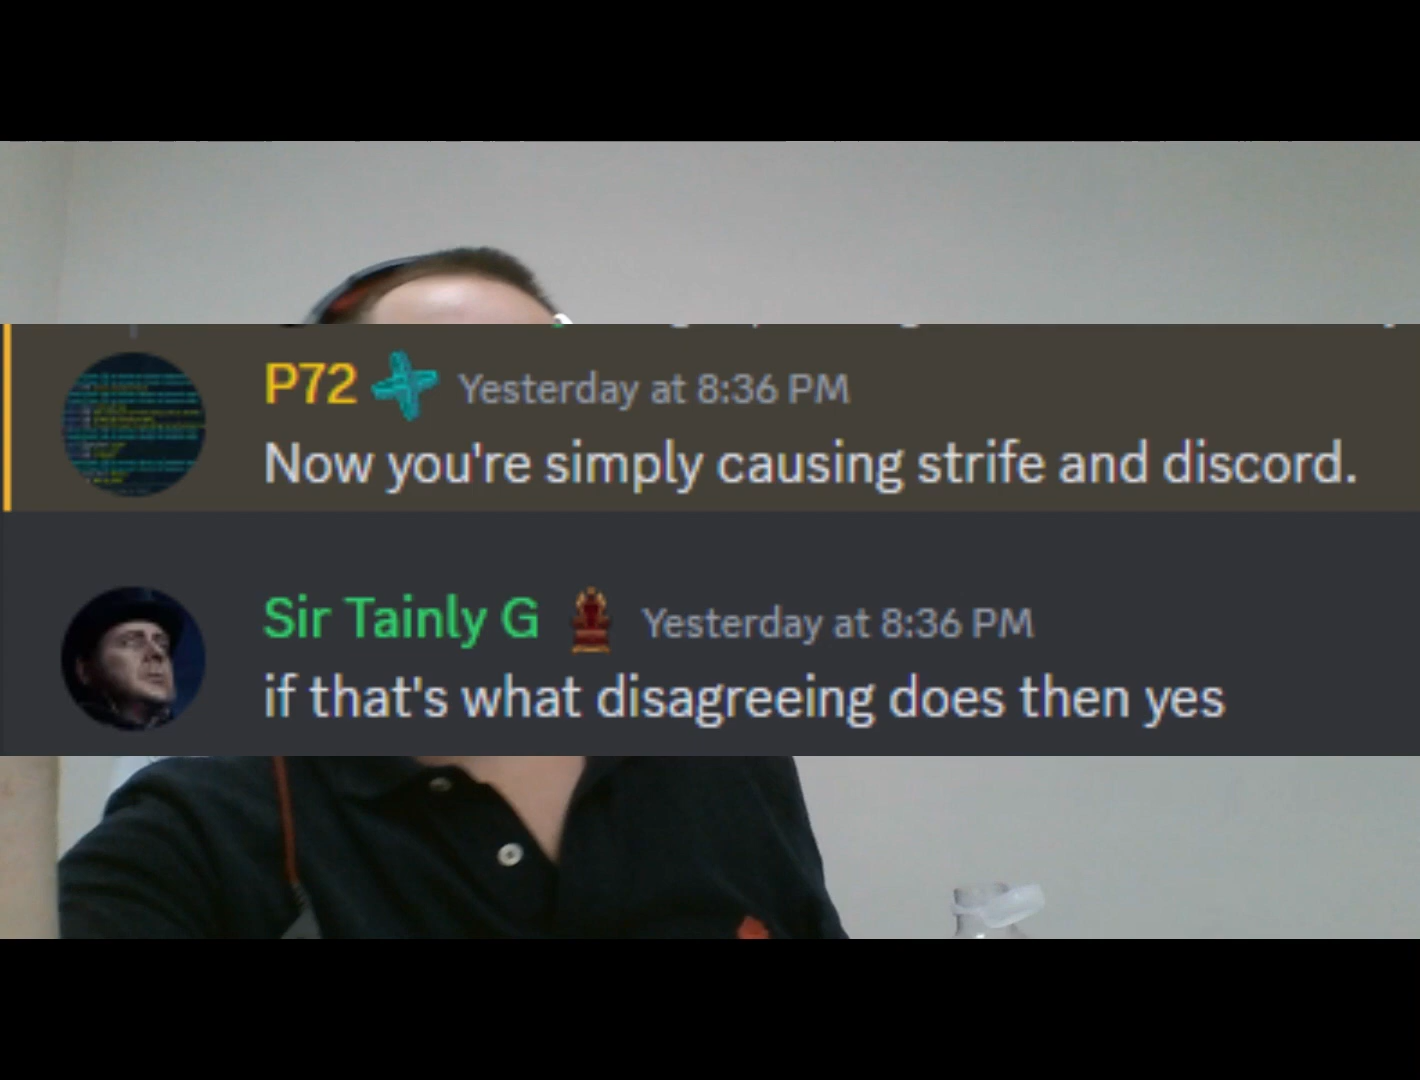 P72 Yesterday at 8:36 PM
Now you're simply causing strife and discord.
Sir Tainly G Yesterday at 8:36 PM
if that's what disagreeing does then yes